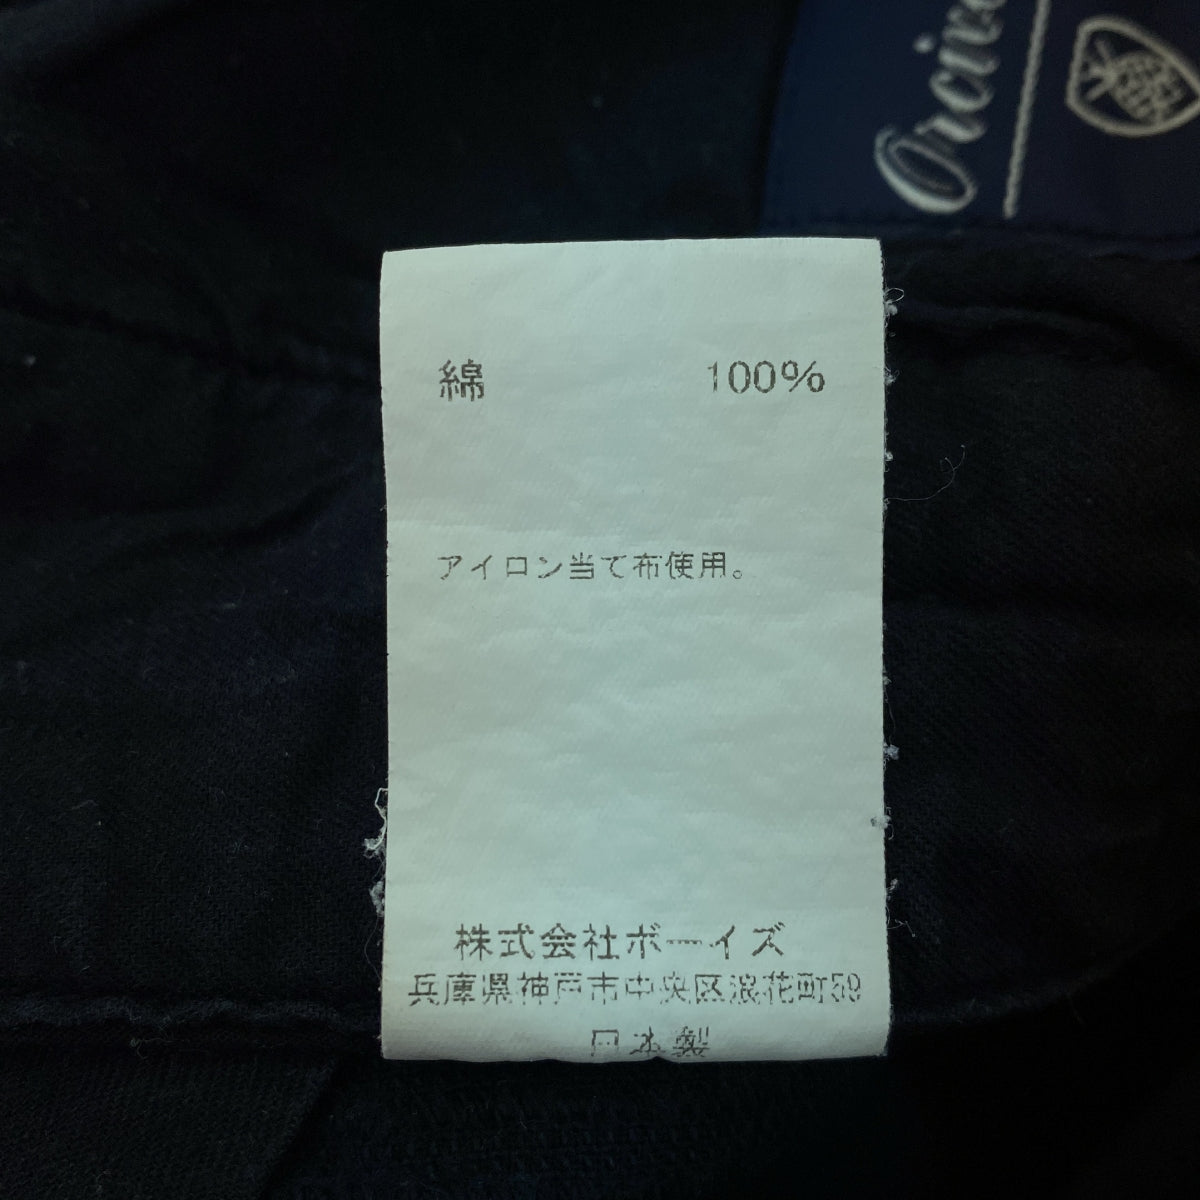 綿 100%
アイロン当て布使用。
株式会社ボーイズ
兵庫県神戸市中央区浪花町59
日本製